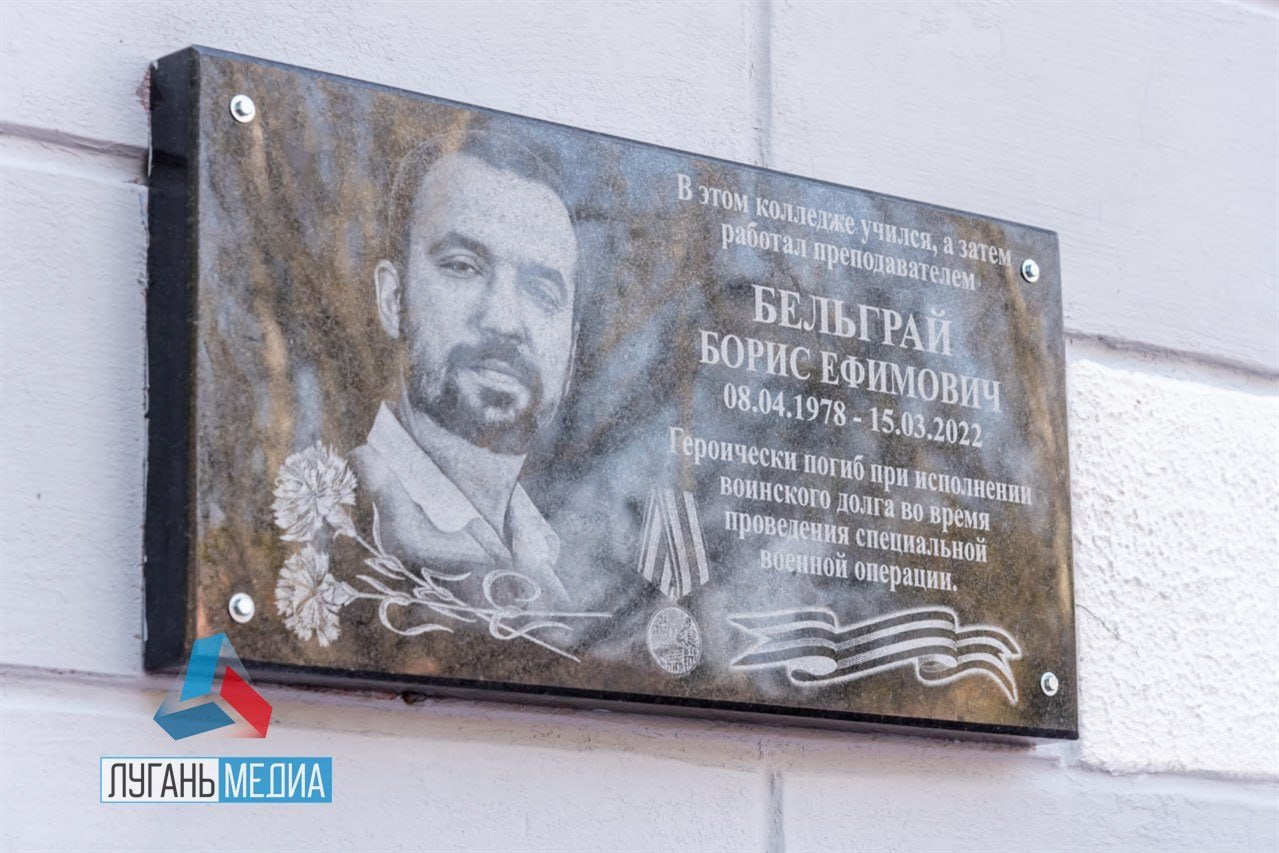 В этом колледже учился, а затем
работал преподавателем
БЕЛЬГРАЙ
БОРИС ЕФИМОВИЧ
08.04.1978 - 15.03.2022
Героически погиб при исполнении
воинского долга во время
проведения специальной
военной операции.
ЛУГАНЬМЕДИА